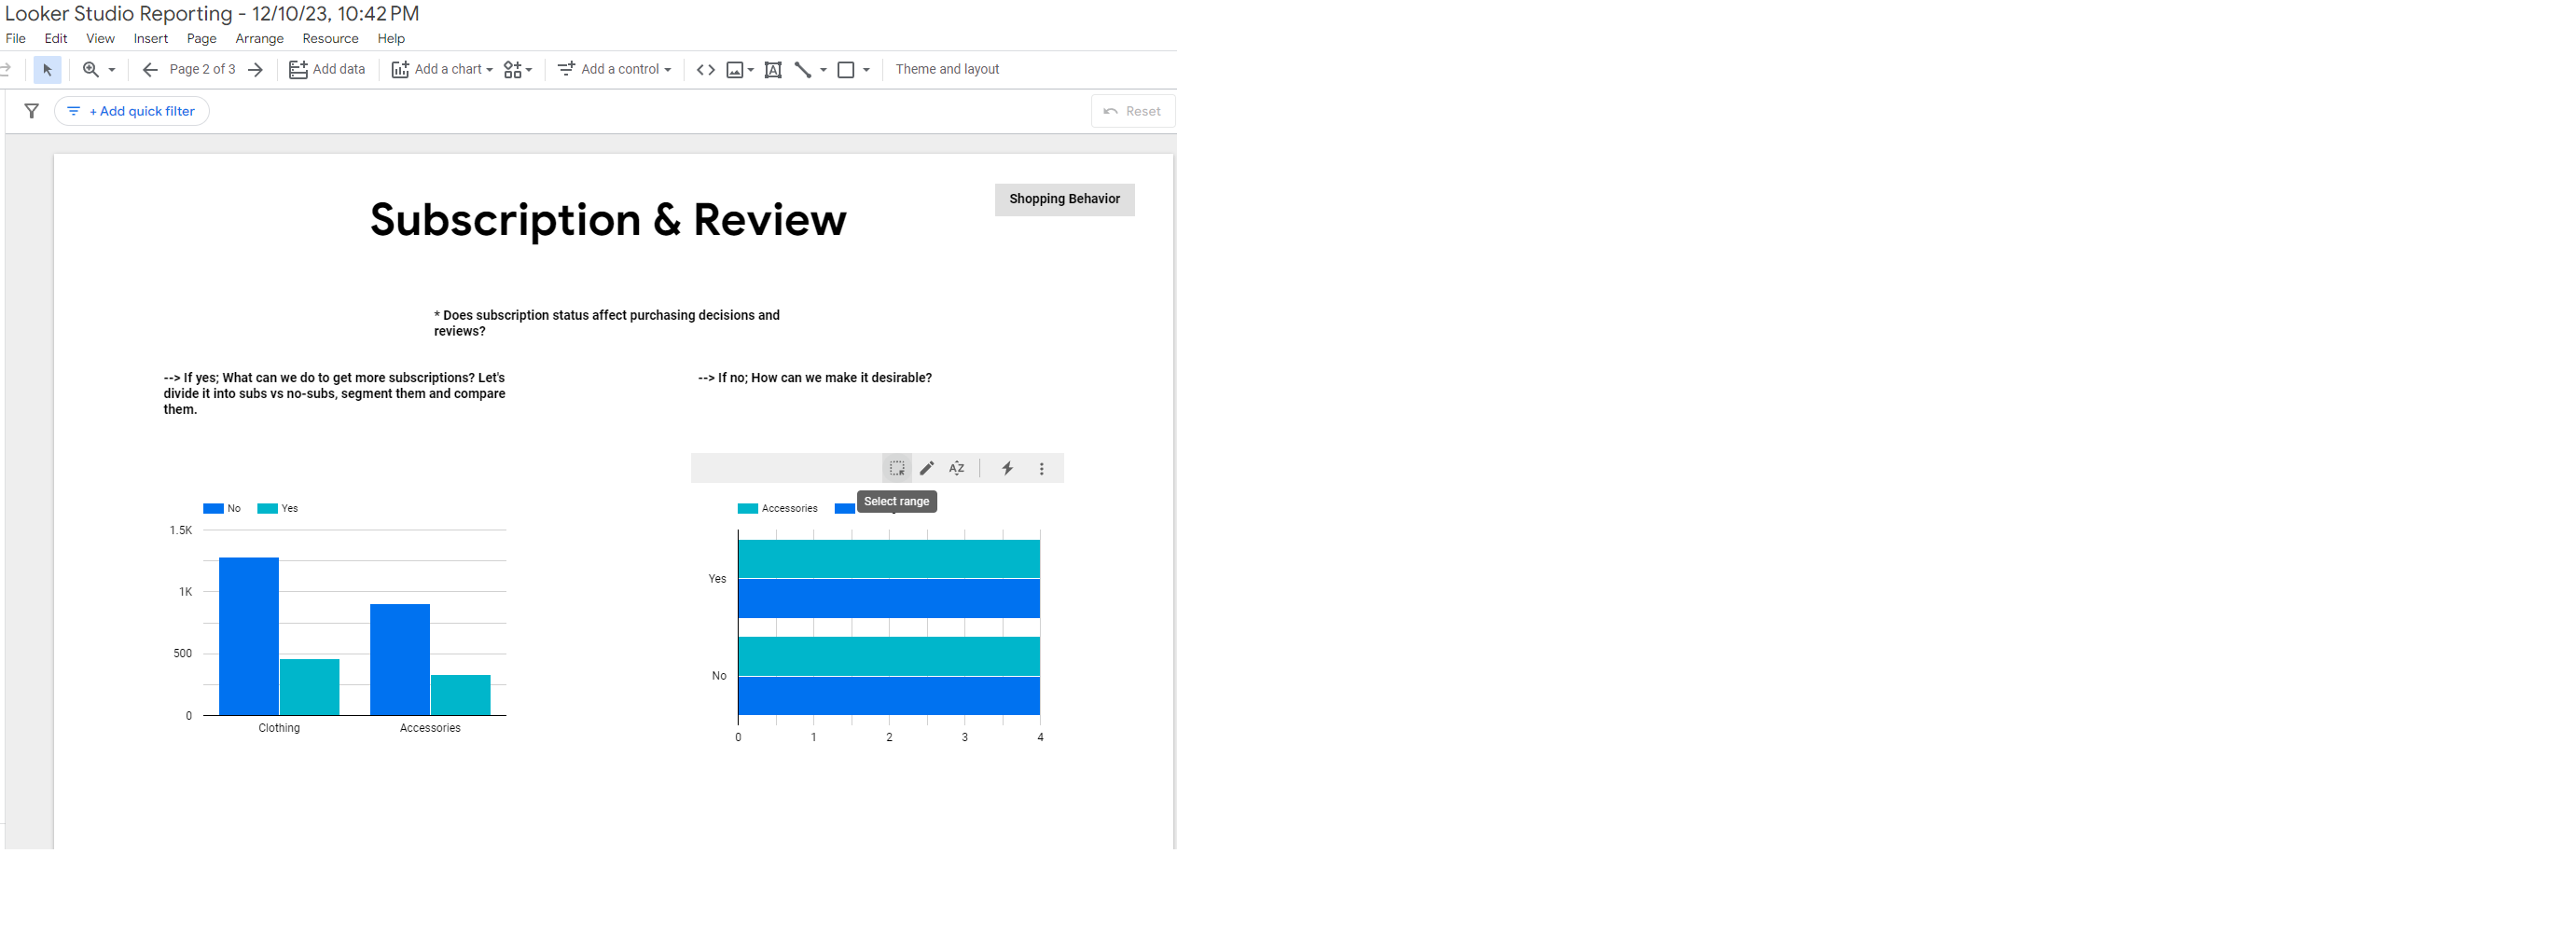 Looker Studio Reporting - 12/10/23, 10:42 PM
File Edit View Insert Page Arrange Resource Help
Page 2 of 3 Add data Add a chart Add a control Theme and layout
+ Add quick filter Reset
Shopping Behavior
Subscription & Review
* Does subscription status affect purchasing decisions and
reviews?
--> If yes; What can we do to get more subscriptions? Let's
divide it into subs vs no-subs, segment them and compare
them.
--> If no; How can we make it desirable?
AZ
Select range
No Yes
1.5K
1K
500
0
Clothing Accessories
Accessories
Yes
No
0 1 2 3 4